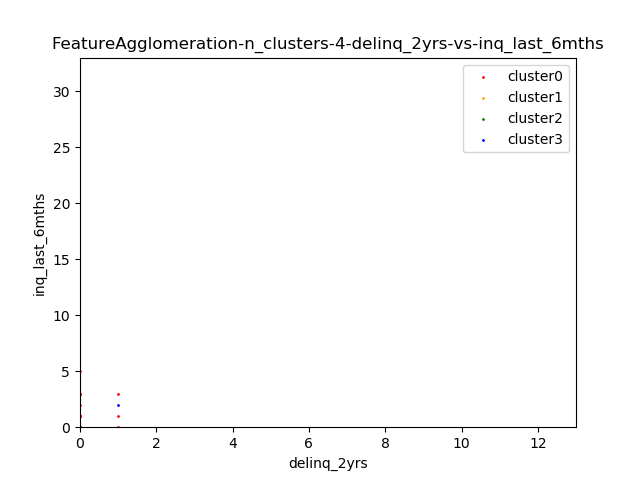 FeatureAgglomeration-n_clusters-4-delinq_2yrs-vs-inq_last_6mths
cluster0
cluster1
cluster2
cluster3
30
25
20
15
10
5
0
inq_last_6mths
0 2 4 6 8 10 12
delinq_2yrs